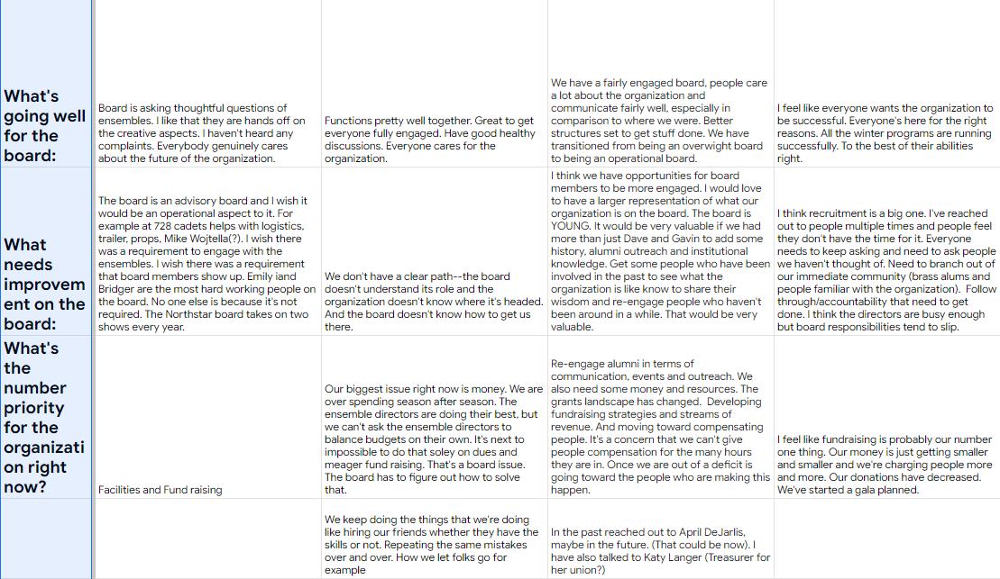 What's
going well
for the
board:
Board is asking thoughtful questions of
ensembles. I like that they are hands off on
the creative aspects. I haven't heard any
complaints. Everybody genuinely cares
about the future of the organization.
Functions pretty well together. Great to get
everyone fully engaged. Have good healthy
discussions. Everyone cares for the
organization.
We have a fairly engaged board, people care
a lot about the organization and
communicate fairly well, especially in
comparison to where we were. Better
structures set to get stuff done. We have
transitioned from being an overwight board
to being an operational board.
I feel like everyone wants the organization to
be successful. Everyone's here for the right
reasons. All the winter programs are running
successfully. To the best of their abilities
right.
What
needs
improvem
ent on the
board:
The board is an advisory board and I wish it
would be an operational aspect to it. For
example at 728 cadets helps with logistics,
trailer, props, Mike Wojtella(?). I wish there
was a requirement to engage with the
ensembles. I wish there was a requirement
that board members show up. Emily iand
Bridger are the most hard working people on
the board. No one else is because it's not
required. The Northstar board takes on two
shows every year.
We don't have a clear path--the board
doesn't understand its role and the
organization doesn't know where it's headed.
And the board doesn't know how to get us
there.
I think we have opportunities for board
members to be more engaged. I would love
to have a larger representation of what our
organization is on the board. The board is
YOUNG. It would be very valuable if we had
more than just Dave and Gavin to add some
history, alumni outreach and institutional
knowledge. Get some people who have been
involved in the past to see what the
organization is like know to share their
wisdom and re-engage people who haven't
been around in a while. That would be very
valuable.
I think recruitment is a big one. I've reached
out to people multiple times and people feel
they don't have the time for it. Everyone
needs to keep asking and need to ask people
we haven't thought of. Need to branch out of
our immediate community (brass alums and
people familiar with the organization). Follow
through/accountability that need to get
done. I think the directors are busy enough
but board responsibilities tend to slip.
What's
the
number
priority
for the
organizati
on right
now?
Facilities and Fund raising
Our biggest issue right now is money. We are
over spending season after season. The
ensemble directors are doing their best, but
we can't ask the ensemble directors to
balance budgets on their own. It's next to
impossible to do that soley on dues and
meager fund raising. That's a board issue.
The board has to figure out how to solve
that.
Re-engage alumni in terms of
communication, events and outreach. We
also need some money and resources. The
grants landscape has changed. Developing
fundraising strategies and streams of
revenue. And moving toward compensating
people. It's a concern that we can't give
people compensation for the many hours
they are in. Once we are out of a deficit is
going toward the people who are making this
happen.
I feel like fundraising is probably our number
one thing. Our money is just getting smaller
and smaller and we're charging people more
and more. Our donations have decreased.
We've started a gala planned.
We keep doing the things that we're doing
like hiring our friends whether they have the
skills or not. Repeating the same mistakes
over and over. How we let folks go for
example
In the past reached out to April DeJarlis,
maybe in the future. (That could be now). I
have also talked to Katy Langer (Treasurer for
her union?)